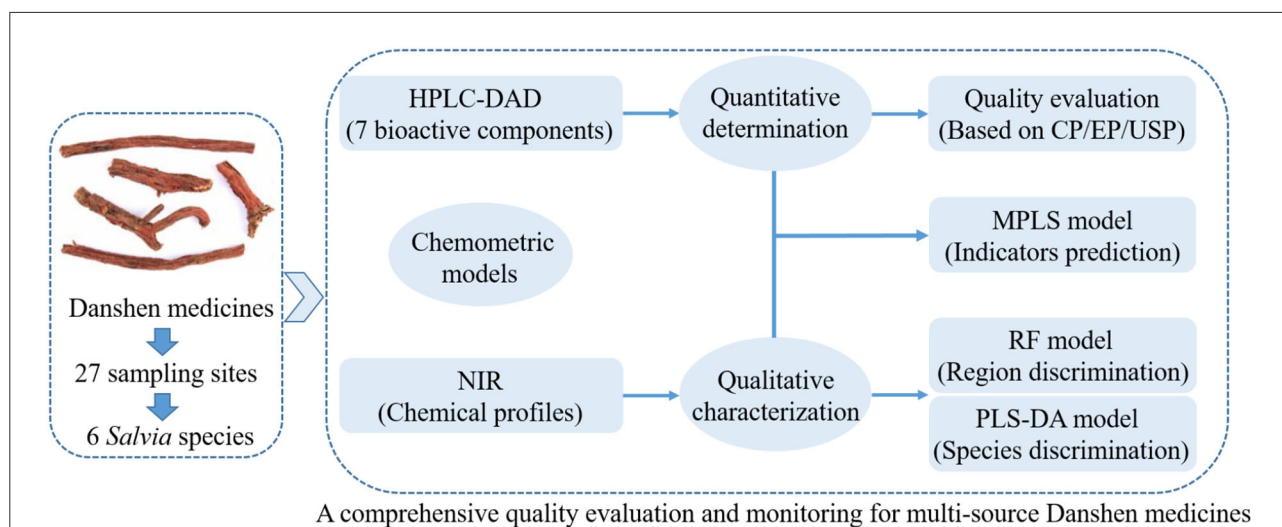 Danshen medicines
27 sampling sites
6 Salvia species
HPLC-DAD
(7 bioactive components)
Quantitative
determination
Quality evaluation
(Based on CP/EP/USP)
Chemometric
models
MPLS model
(Indicators prediction)
NIR
(Chemical profiles)
Qualitative
characterization
RF model
(Region discrimination)
PLS-DA model
(Species discrimination)
A comprehensive quality evaluation and monitoring for multi-source Danshen medicines